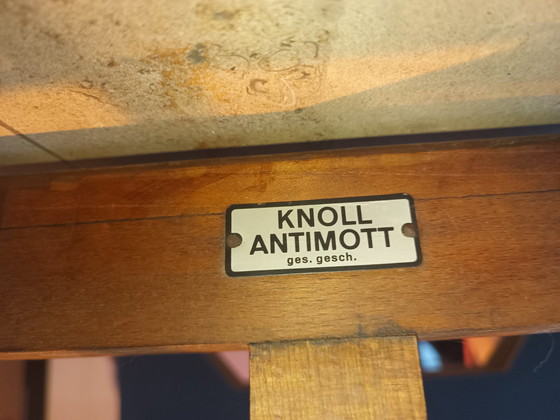 KNOLL
ANTIMOTT
ges. gesch.